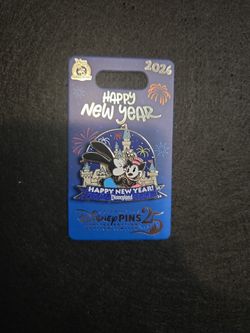 2026
HAPPY
NEW YEAR
HAPPY NEW YEAR!
Disneyland
DISNEY PINS 25